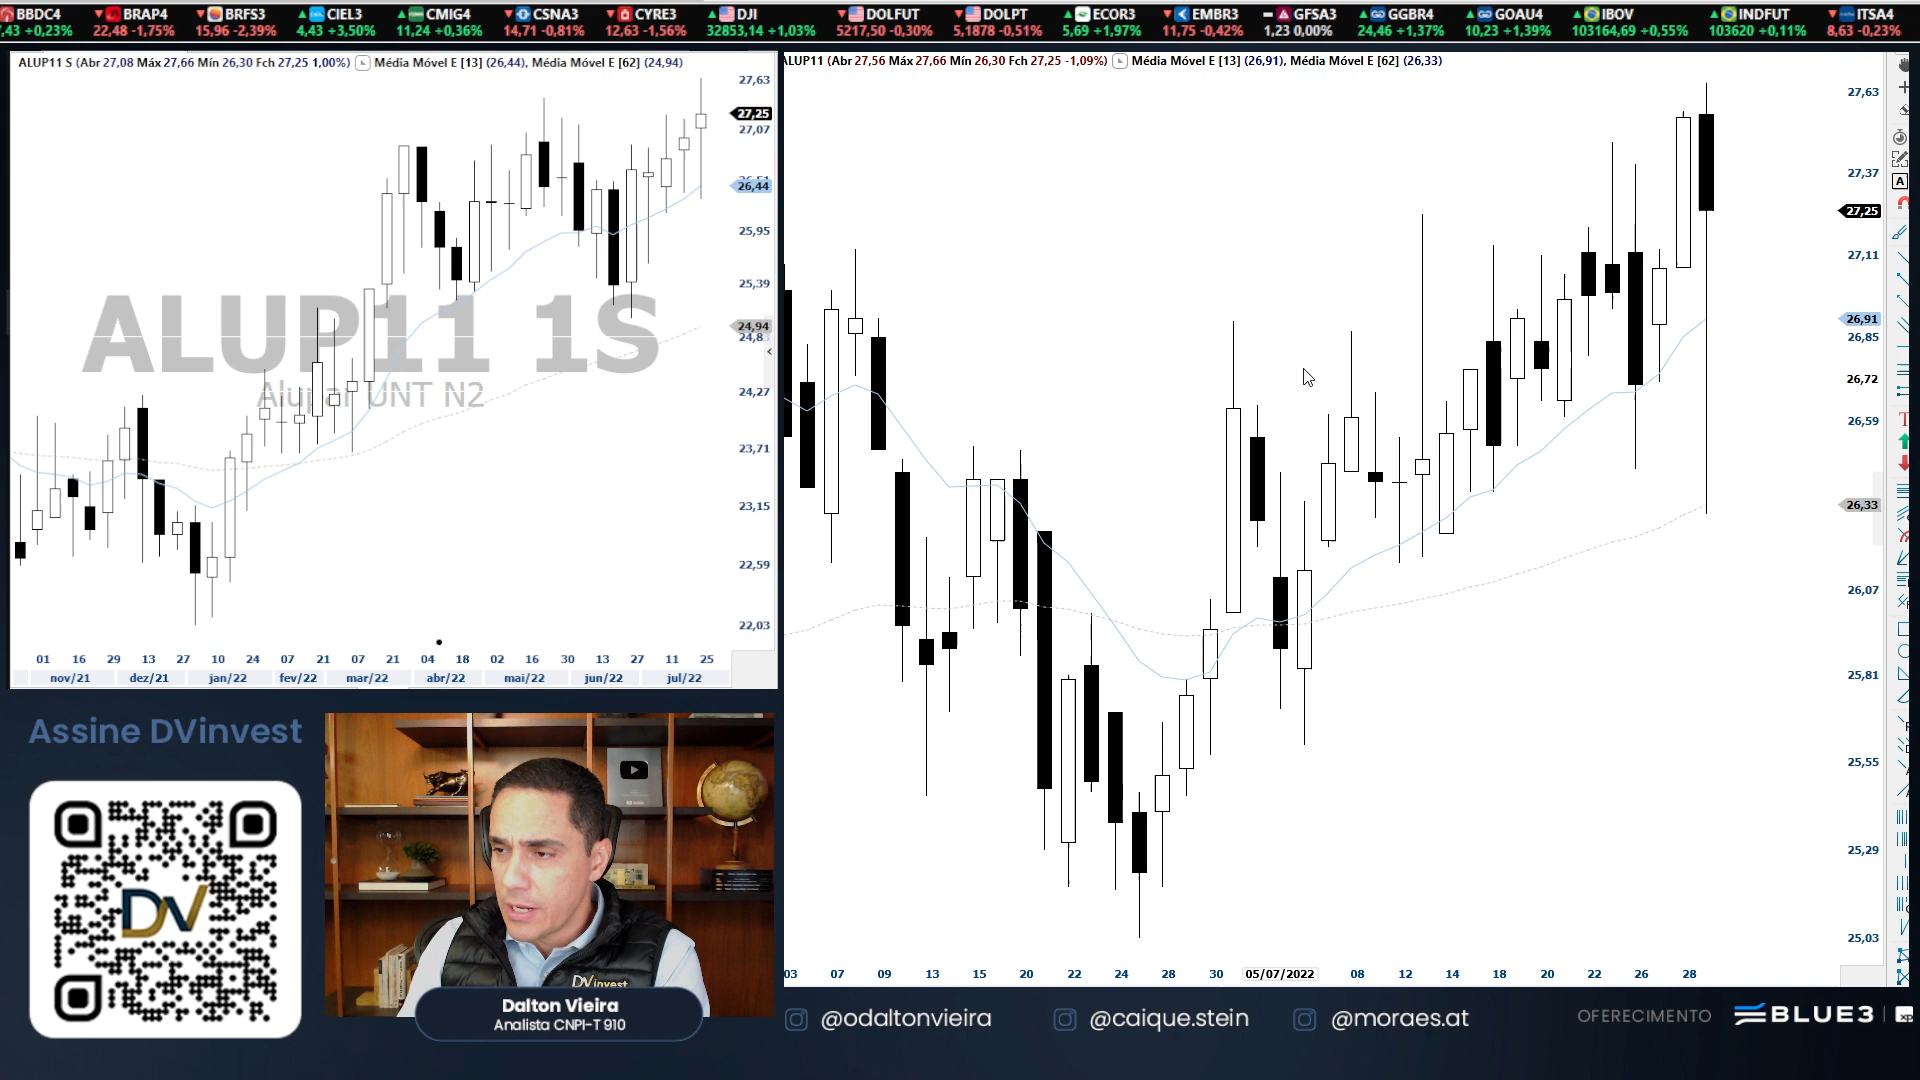 BBDC4 BRAP4 BRFS3 CIEL3 CMIG4 CSNA3 CYRE3 DJI DOLFUT DOLPT ECOR3 EMBR3 GFSA3 GGBR4 GOAU4 IBOV INDFUT ITSA4
,43 +0,23% 22,48 -1,75% 15,96 -2,39% 4,43 +3,50% 11,24 +0,36% 14,71 -0,81% 12,63 -1,56% 32853,14 +1,03% 5217,50 -0,30% 5,1878 -0,51% 5,69 +1,97% 11,75 -0,42% 1,23 0,00% 24,46 +1,37% 10,23 +1,39% 103164,69 +0,55% 103620 +0,11% 8,63 -0,23%
ALUP11 S (Abr 27,08 Máx 27,66 Mín 26,30 Fch 27,25 1,00%) Média Móvel E [13] (26,44), Média Móvel E [62] (24,94)
27,63
27,25
27,07
26,44
25,95
25,39
24,94
24,83
24,27
23,71
23,15
22,59
22,03
ALUP11 1S
Alupar UNT N2
01 16 29 13 27 10 24 07 21 07 21 04 18 02 16 30 13 27 11 25
nov/21 dez/21 jan/22 fev/22 mar/22 abr/22 mai/22 jun/22 jul/22
ALUP11 (Abr 27,56 Máx 27,66 Mín 26,30 Fch 27,25 -1,09%) Média Móvel E [13] (26,91), Média Móvel E [62] (26,33)
27,63
27,37
27,25
27,11
26,91
26,85
26,72
26,59
26,33
26,07
25,81
25,55
25,29
25,03
03 07 09 13 15 20 22 24 28 30 05/07/2022 08 12 14 18 20 22 26 28
A
T
Assine DVinvest
DV
DVinvest
Dalton Vieira
Analista CNPI-T 910
@odaltonvieira @caique.stein @moraes.at
OFERECIMENTO BLUE3 xp